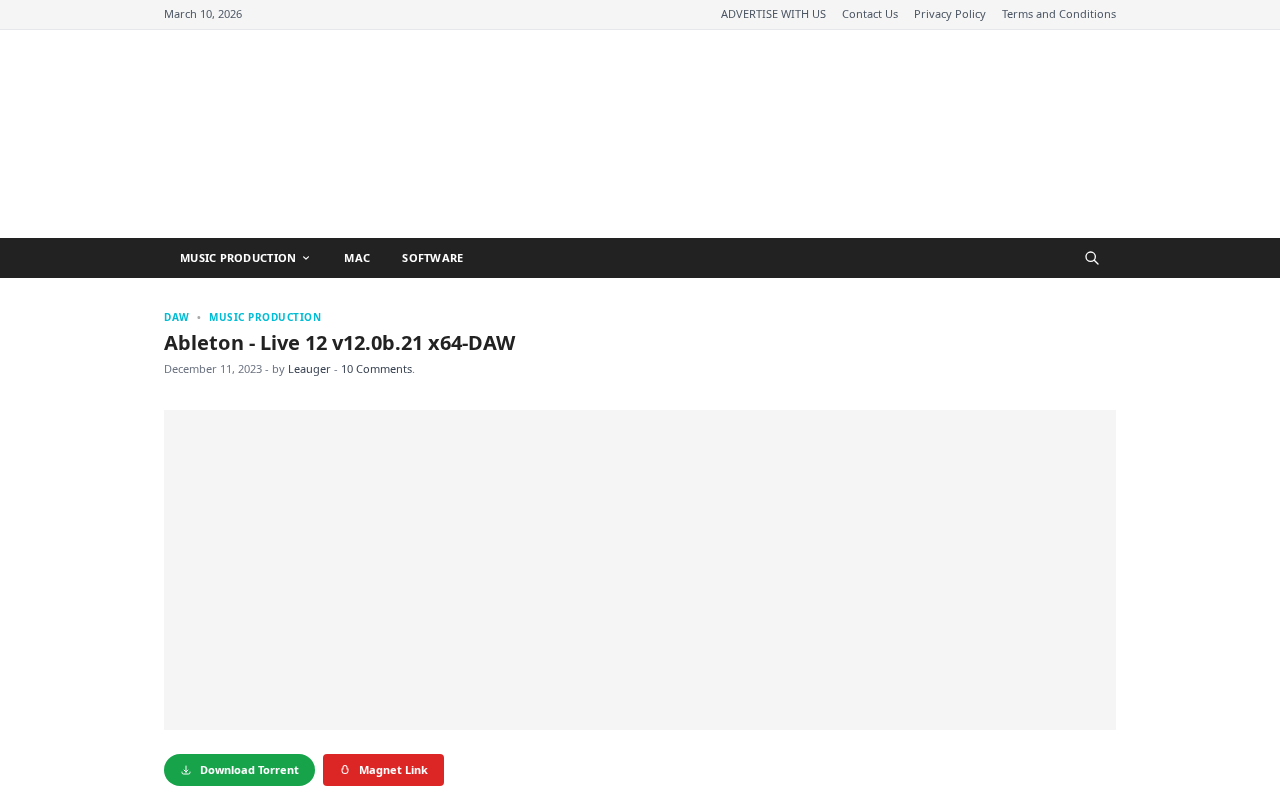 March 10, 2026
ADVERTISE WITH US Contact Us Privacy Policy Terms and Conditions
MUSIC PRODUCTION MAC SOFTWARE
DAW • MUSIC PRODUCTION
Ableton - Live 12 v12.0b.21 x64-DAW
December 11, 2023 - by Leauger - 10 Comments.
Download Torrent Magnet Link